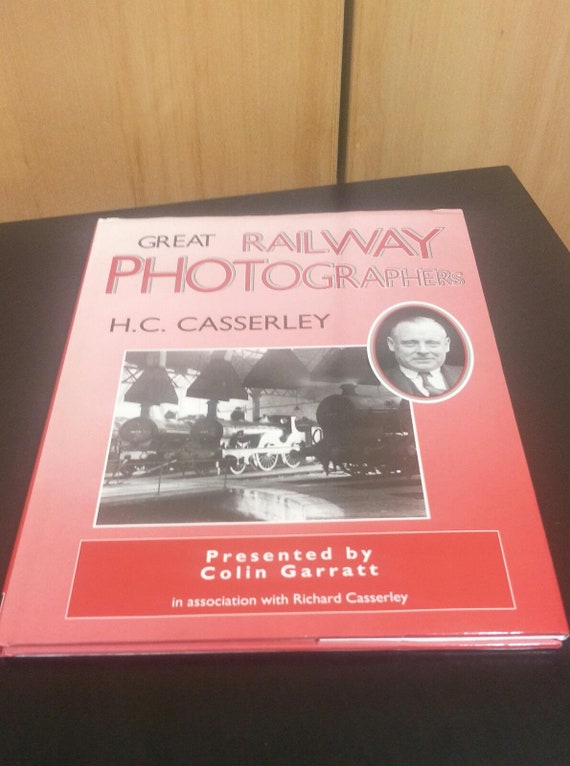 GREAT RAILWAY
PHOTOGRAPHERS
H.C. CASSERLEY
Presented by
Colin Garratt
in association with Richard Casserley